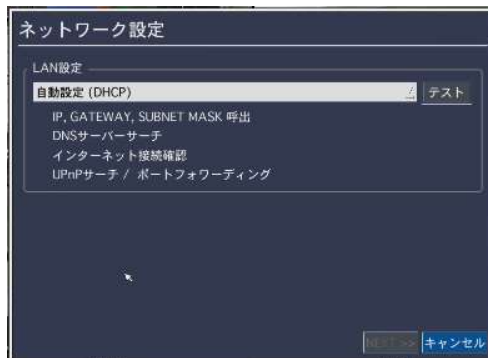 ネットワーク設定
LAN設定
自動設定 (DHCP)
テスト
IP, GATEWAY, SUBNET MASK 呼出
DNSサーバーサーチ
インターネット接続確認
UPnPサーチ / ポートフォワーディング
NEXT >>
キャンセル